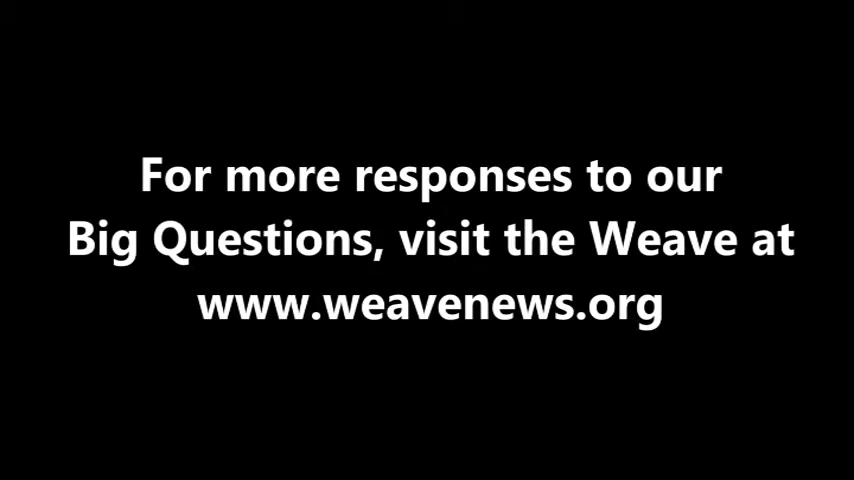 For more responses to our
Big Questions, visit the Weave at
www.weavenews.org